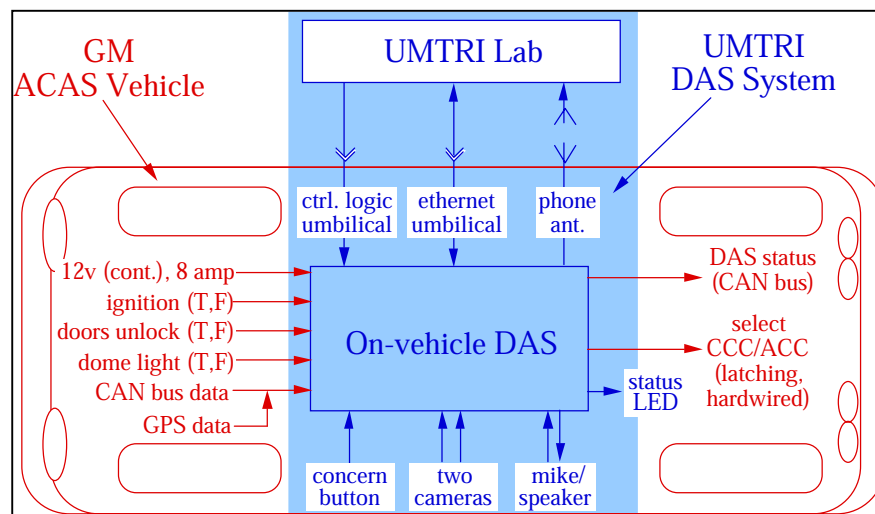 GM
ACAS Vehicle
UMTRI Lab
UMTRI
DAS System
ctrl. logic
umbilical
ethernet
umbilical
phone
ant.
12v (cont.), 8 amp
ignition (T,F)
doors unlock (T,F)
dome light (T,F)
CAN bus data
GPS data
On-vehicle DAS
DAS status
(CAN bus)
select
CCC/ACC
(latching,
hardwired)
status
LED
concern
button
two
cameras
mike/
speaker